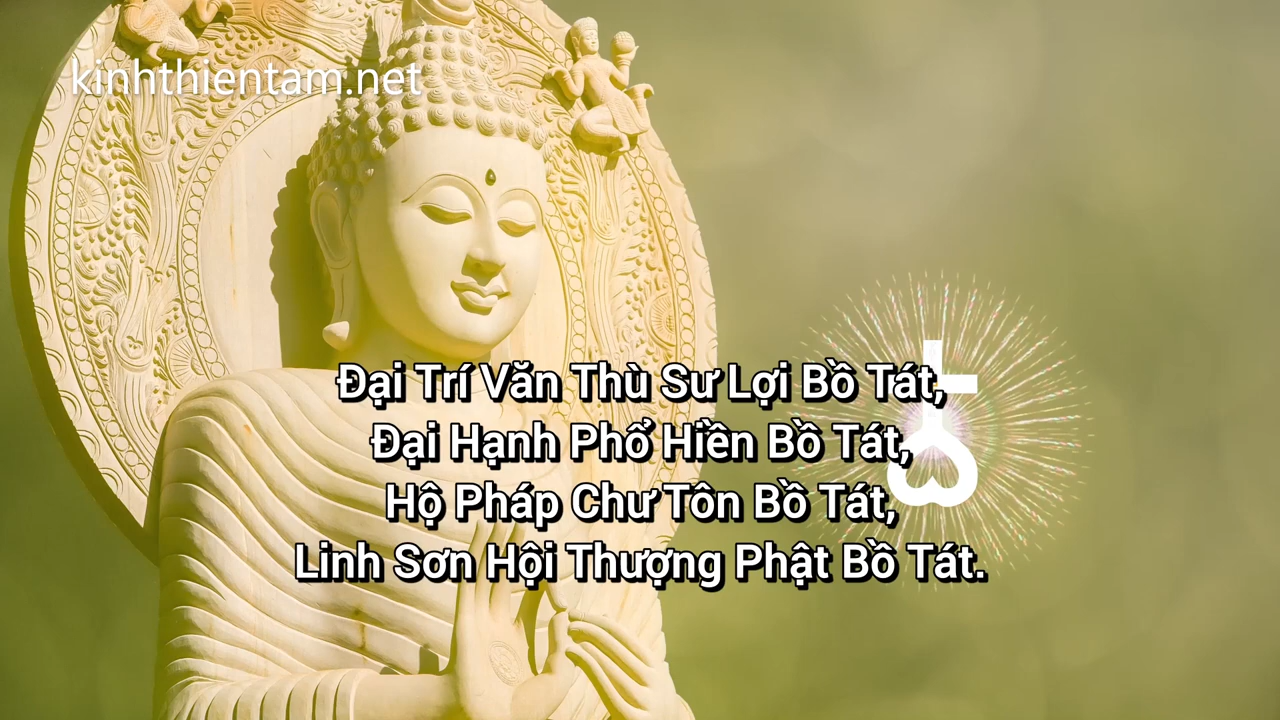 kinhthientam.net
Đại Trí Văn Thù Sư Lợi Bồ Tát,
Đại Hạnh Phổ Hiền Bồ Tát,
Hộ Pháp Chư Tôn Bồ Tát,
Linh Sơn Hội Thượng Phật Bồ Tát.